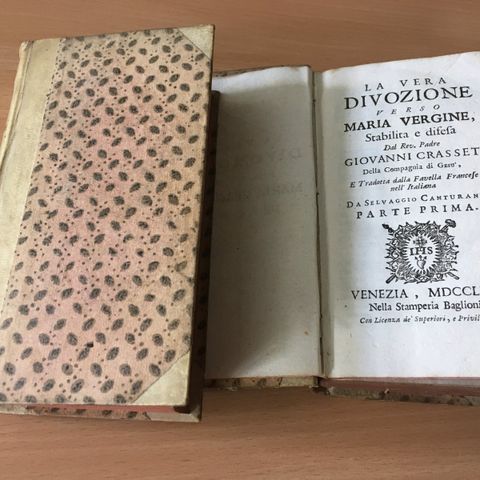 LA VERA
DIVOZIONE
VERSO
MARIA VERGINE,
Stabilita e difesa
Dal Rev. Padre
GIOVANNI CRASSET
Della Compagnia di Gesù,
E Tradotta dalla Favella Francese
nell' Italiana
DA SELVAGGIO CANTURAN
PARTE PRIMA.
IHS
VENEZIA, MDCCL
Nella Stamperia Baglioni
Con Licenza de' Superiori, e Privil